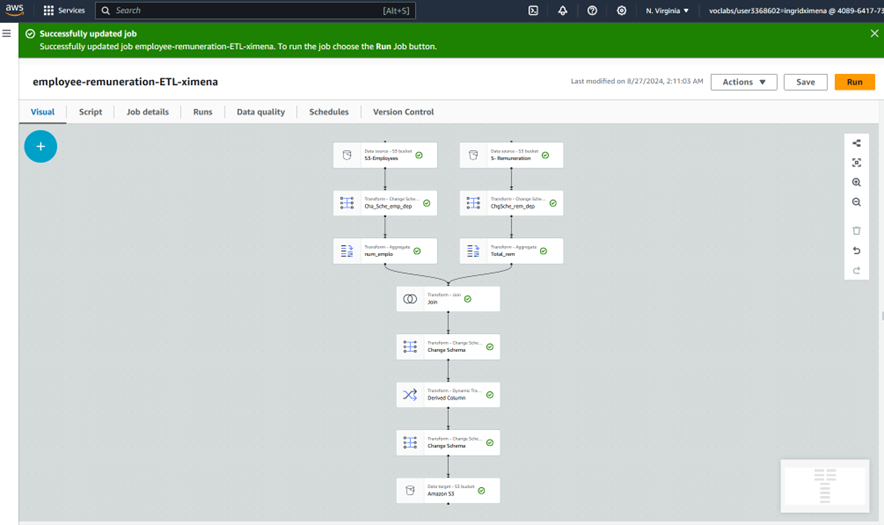 aws
Services
Search
[Alt+S]
N. Virginia
voclabs/user3368602=ingridximena @ 4089-6417-73
Successfully updated job
Successfully updated job employee-remuneration-ETL-ximena. To run the job choose the Run Job button.
employee-remuneration-ETL-ximena
Last modified on 8/27/2024, 2:11:03 AM
Actions
Save
Run
Visual
Script
Job details
Runs
Data quality
Schedules
Version Control
Data source - S3 bucket
S3-Employees
Data source - S3 bucket
S- Remuneration
Transform - Change Sche...
Cha_Sche_emp_dep
Transform - Change Sche...
ChgSche_rem_dep
Transform - Aggregate
num_emplo
Transform - Aggregate
Total_rem
Transform - Join
Join
Transform - Change Sche...
Change Schema
Transform - Dynamic Tra...
Derived Column
Transform - Change Sche...
Change Schema
Data target - S3 bucket
Amazon S3